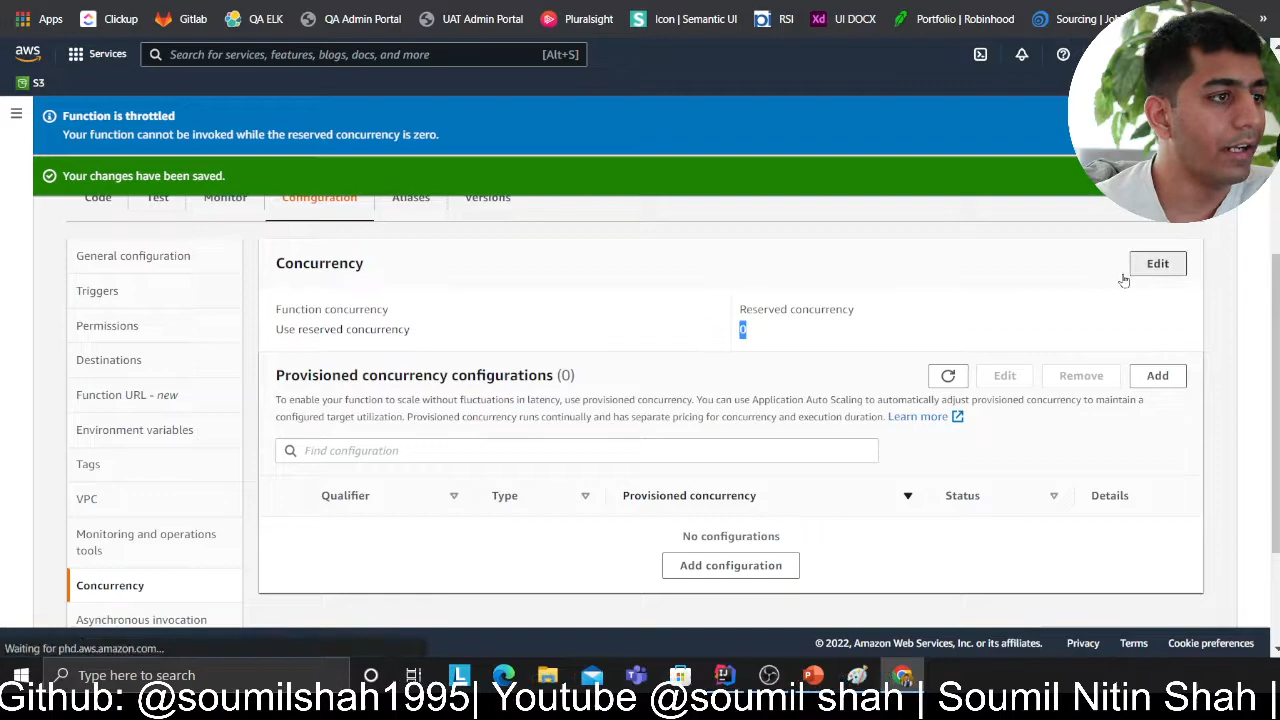 Apps
Clickup
Gitlab
QA ELK
QA Admin Portal
UAT Admin Portal
Pluralsight
Icon | Semantic UI
RSI
UI DOCX
Portfolio | Robinhood
Sourcing | Jo
»
aws
Services
Search for services, features, blogs, docs, and more
[Alt+S]
S3
Function is throttled
Your function cannot be invoked while the reserved concurrency is zero.
Your changes have been saved.
Code
Test
Monitor
Configuration
Aliases
Versions
General configuration
Triggers
Permissions
Destinations
Function URL - new
Environment variables
Tags
VPC
Monitoring and operations
tools
Concurrency
Asynchronous invocation
Concurrency
Edit
Function concurrency
Use reserved concurrency
Reserved concurrency
0
Provisioned concurrency configurations (0)
Edit
Remove
Add
To enable your function to scale without fluctuations in latency, use provisioned concurrency. You can use Application Auto Scaling to automatically adjust provisioned concurrency to maintain a
configured target utilization. Provisioned concurrency runs continually and has separate pricing for concurrency and execution duration. Learn more
Find configuration
Qualifier
Type
Provisioned concurrency
Status
Details
No configurations
Add configuration
Waiting for phd.aws.amazon.com...
© 2022, Amazon Web Services, Inc. or its affiliates.
Privacy
Terms
Cookie preferences
Type here to search
Github: @soumilshah1995| Youtube @soumil shah | Soumil Nitin Shah |